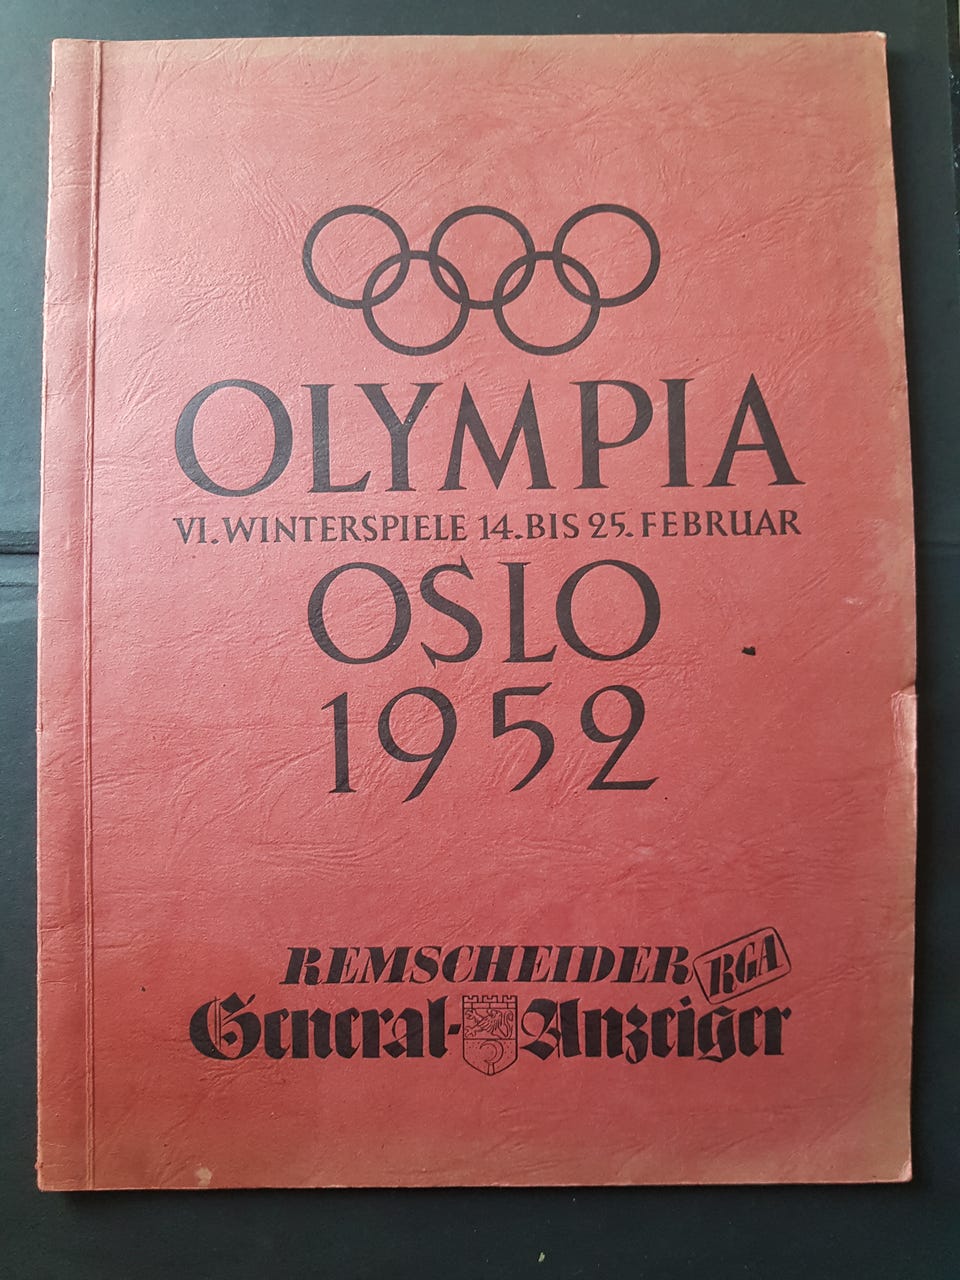 OLYMPIA
VI. WINTERSPIELE 14. BIS 25. FEBRUAR
OSLO
1952
REMSCHEIDER RGA
General-Anzeiger